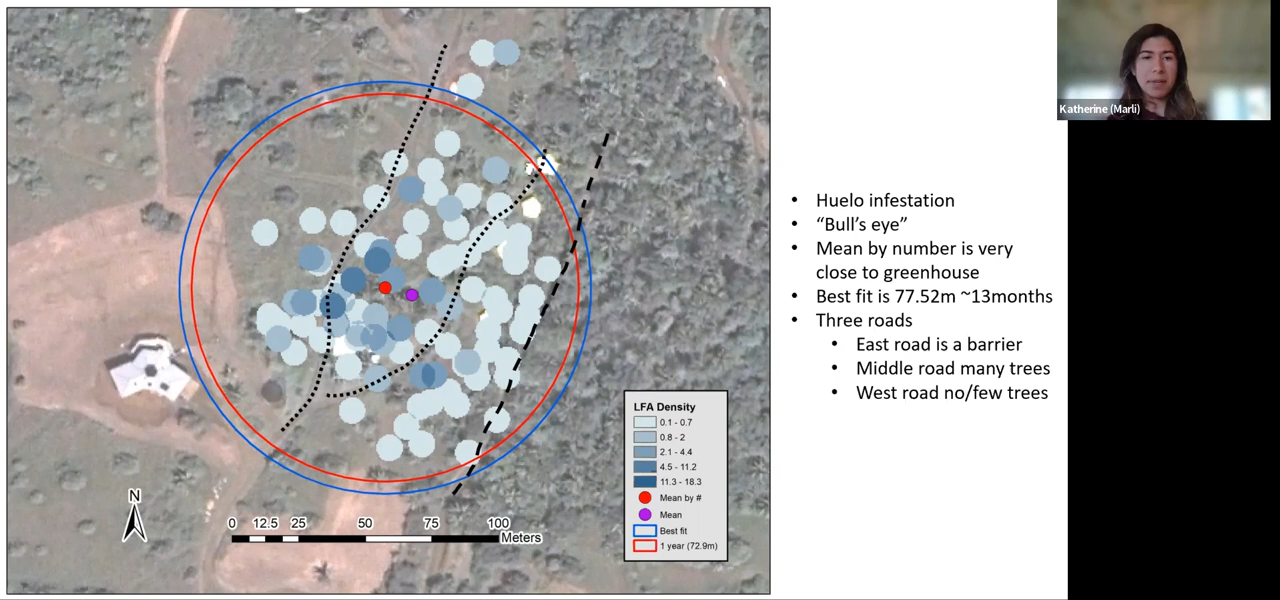 Katherine (Marli)
• Huelo infestation
• “Bull’s eye”
• Mean by number is very
close to greenhouse
• Best fit is 77.52m ~13months
• Three roads
• East road is a barrier
• Middle road many trees
• West road no/few trees
LFA Density
0.1 - 0.7
0.8 - 2
2.1 - 4.4
4.5 - 11.2
11.3 - 18.3
Mean by #
Mean
Best fit
1 year (72.9m)
N
0 12.5 25 50 75 100
Meters